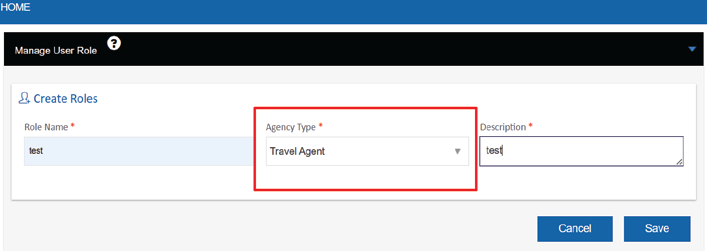 HOME
Manage User Role ?
Create Roles
Role Name * Agency Type * Description *
test Travel Agent test
Cancel Save